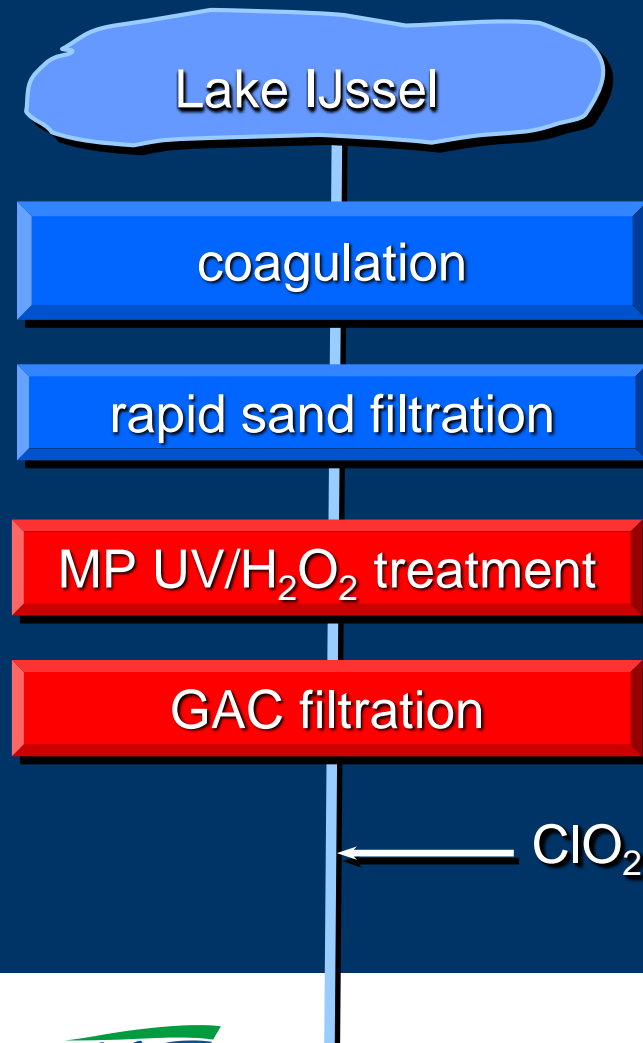 Lake IJssel
coagulation
rapid sand filtration
MP UV/H₂O₂ treatment
GAC filtration
ClO₂